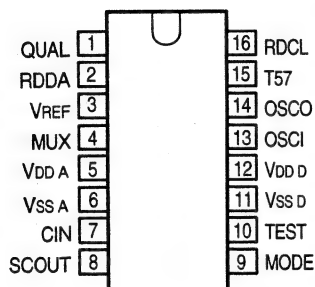 QUAL 1 16 RDCL
RDDA 2 15 T57
VREF 3 14 OSCO
MUX 4 13 OSCI
VDD A 5 12 VDD D
VSS A 6 11 VSS D
CIN 7 10 TEST
SCOUT 8 9 MODE